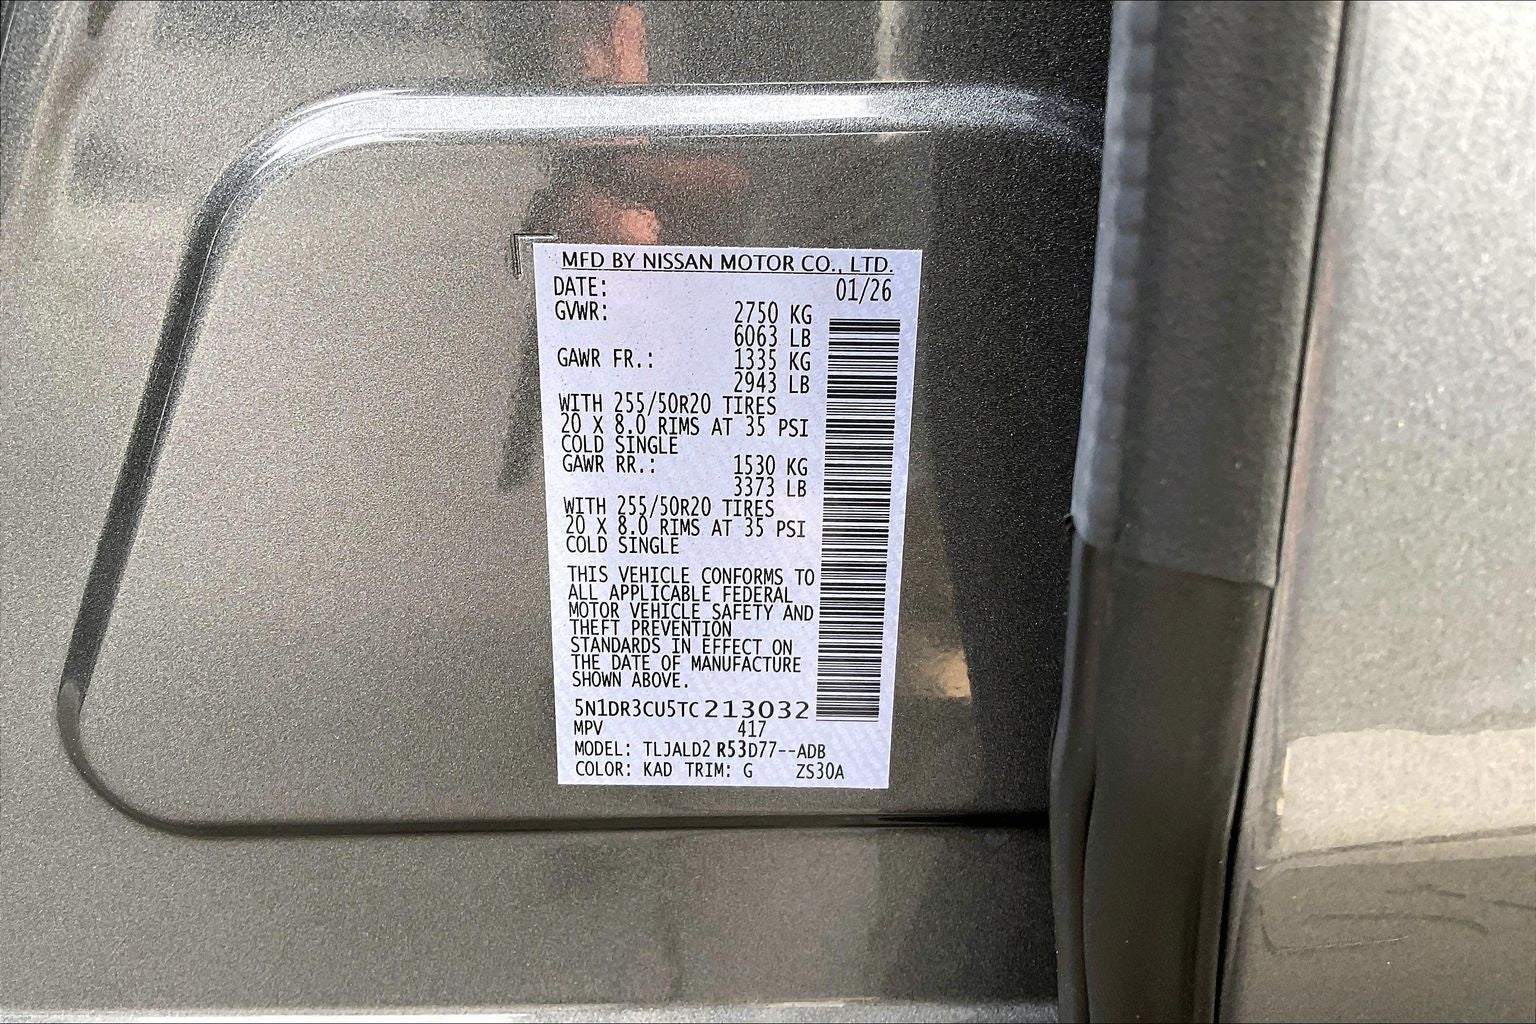 MFD BY NISSAN MOTOR CO., LTD.
DATE: 01/26
GVWR: 2750 KG
6063 LB
GAWR FR.: 1335 KG
2943 LB
WITH 255/50R20 TIRES
20 X 8.0 RIMS AT 35 PSI
COLD SINGLE
GAWR RR.: 1530 KG
3373 LB
WITH 255/50R20 TIRES
20 X 8.0 RIMS AT 35 PSI
COLD SINGLE
THIS VEHICLE CONFORMS TO
ALL APPLICABLE FEDERAL
MOTOR VEHICLE SAFETY AND
THEFT PREVENTION
STANDARDS IN EFFECT ON
THE DATE OF MANUFACTURE
SHOWN ABOVE.
5N1DR3CU5TC213032
MPV 417
MODEL: TLJALD2 R53D77--ADB
COLOR: KAD TRIM: G ZS30A